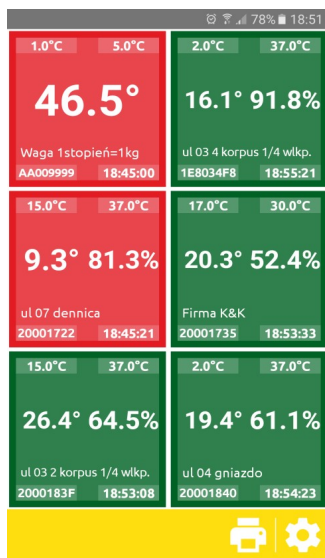 78% 18:51
1.0°C 5.0°C
46.5°
Waga 1stopień=1kg
AA009999 18:45:00
2.0°C 37.0°C
16.1° 91.8%
ul 03 4 korpus 1/4 wlkp.
1E8034F8 18:55:21
15.0°C 37.0°C
9.3° 81.3%
ul 07 dennica
20001722 18:45:21
17.0°C 30.0°C
20.3° 52.4%
Firma K&K
20001735 18:53:33
15.0°C 37.0°C
26.4° 64.5%
ul 03 2 korpus 1/4 wlkp.
2000183F 18:53:08
2.0°C 37.0°C
19.4° 61.1%
ul 04 gniazdo
20001840 18:54:23